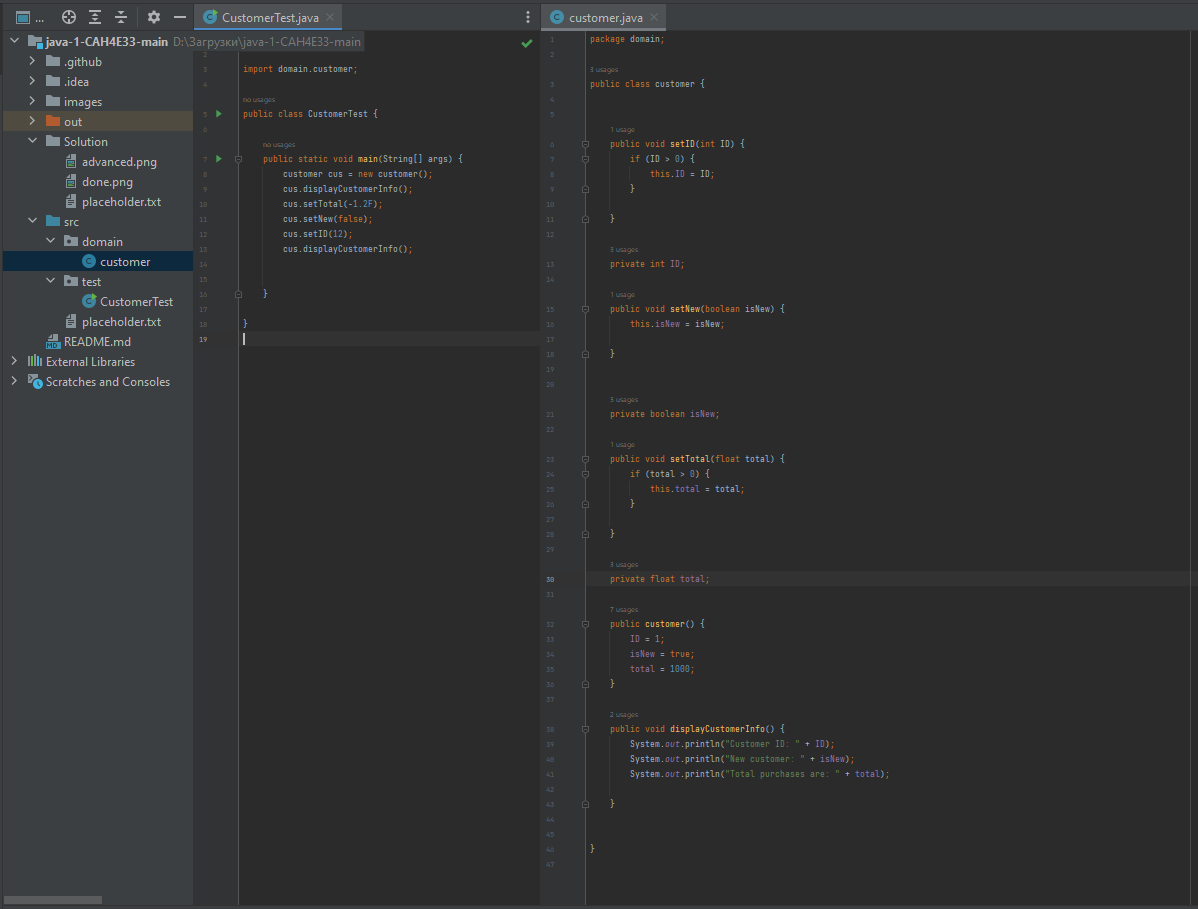 ...
CustomerTest.java
customer.java
java-1-CAH4E33-main D:\Загрузки\java-1-CAH4E33-main
.github
.idea
images
out
Solution
advanced.png
done.png
placeholder.txt
src
domain
customer
test
CustomerTest
placeholder.txt
README.md
External Libraries
Scratches and Consoles
2
3 import domain.customer;
4
no usages
5 public class CustomerTest {
6
no usages
7 public static void main(String[] args) {
8 customer cus = new customer();
9 cus.displayCustomerInfo();
10 cus.setTotal(-1.2F);
11 cus.setNew(false);
12 cus.setID(12);
13 cus.displayCustomerInfo();
14
15
16 }
17
18 }
19
1 package domain;
2
3 usages
3 public class customer {
4
5
1 usage
6 public void setID(int ID) {
7 if (ID > 0) {
8 this.ID = ID;
9 }
10
11 }
12
3 usages
13 private int ID;
14
1 usage
15 public void setNew(boolean isNew) {
16 this.isNew = isNew;
17
18 }
19
20
3 usages
21 private boolean isNew;
22
1 usage
23 public void setTotal(float total) {
24 if (total > 0) {
25 this.total = total;
26 }
27
28 }
29
3 usages
30 private float total;
31
7 usages
32 public customer() {
33 ID = 1;
34 isNew = true;
35 total = 1000;
36 }
37
2 usages
38 public void displayCustomerInfo() {
39 System.out.println("Customer ID: " + ID);
40 System.out.println("New customer: " + isNew);
41 System.out.println("Total purchases are: " + total);
42
43 }
44
45
46 }
47